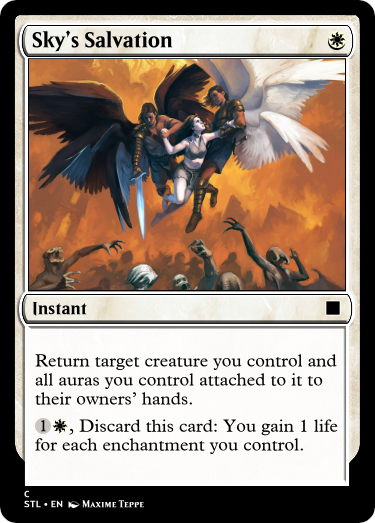 Sky's Salvation
Instant
Return target creature you control and
all auras you control attached to it to
their owners' hands.
1, Discard this card: You gain 1 life
for each enchantment you control.
C
STL • EN Maxime Teppe